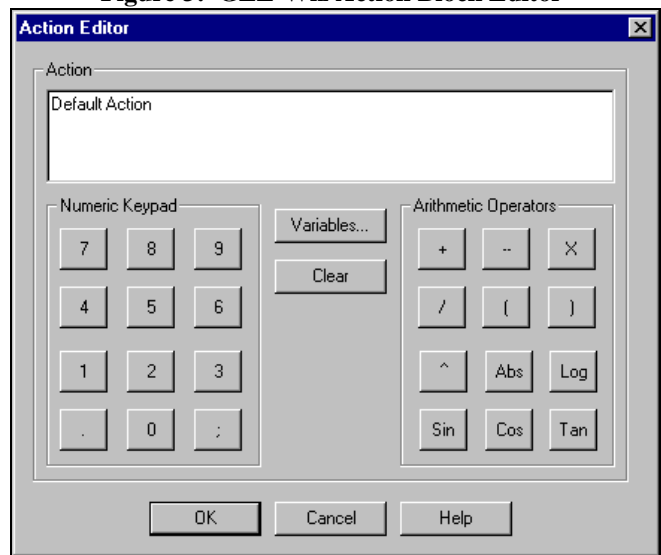 Action Editor
Action
Default Action
Numeric Keypad
7 8 9
4 5 6
1 2 3
. 0 ;
Variables...
Clear
Arithmetic Operators
+ -- X
/ ( )
^ Abs Log
Sin Cos Tan
OK Cancel Help